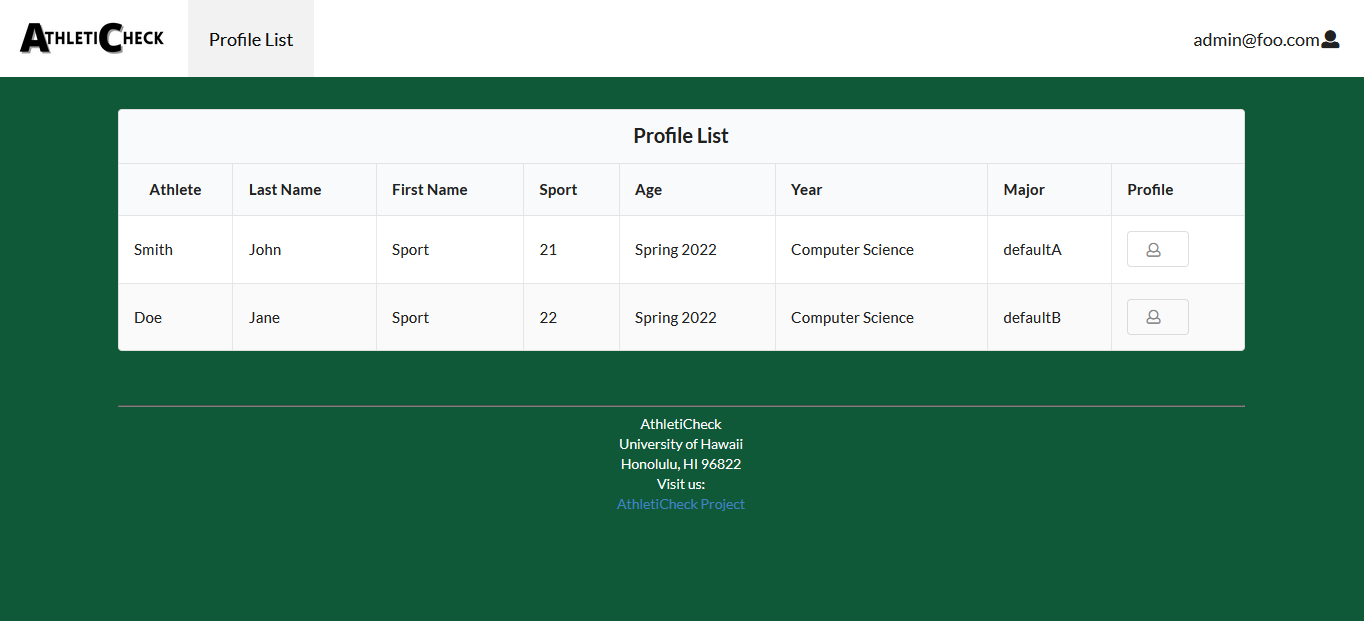 ATHLETICHECK Profile List admin@foo.com
Profile List
Athlete Last Name First Name Sport Age Year Major Profile
Smith John Sport 21 Spring 2022 Computer Science defaultA
Doe Jane Sport 22 Spring 2022 Computer Science defaultB
AthletiCheck
University of Hawaii
Honolulu, HI 96822
Visit us:
AthletiCheck Project